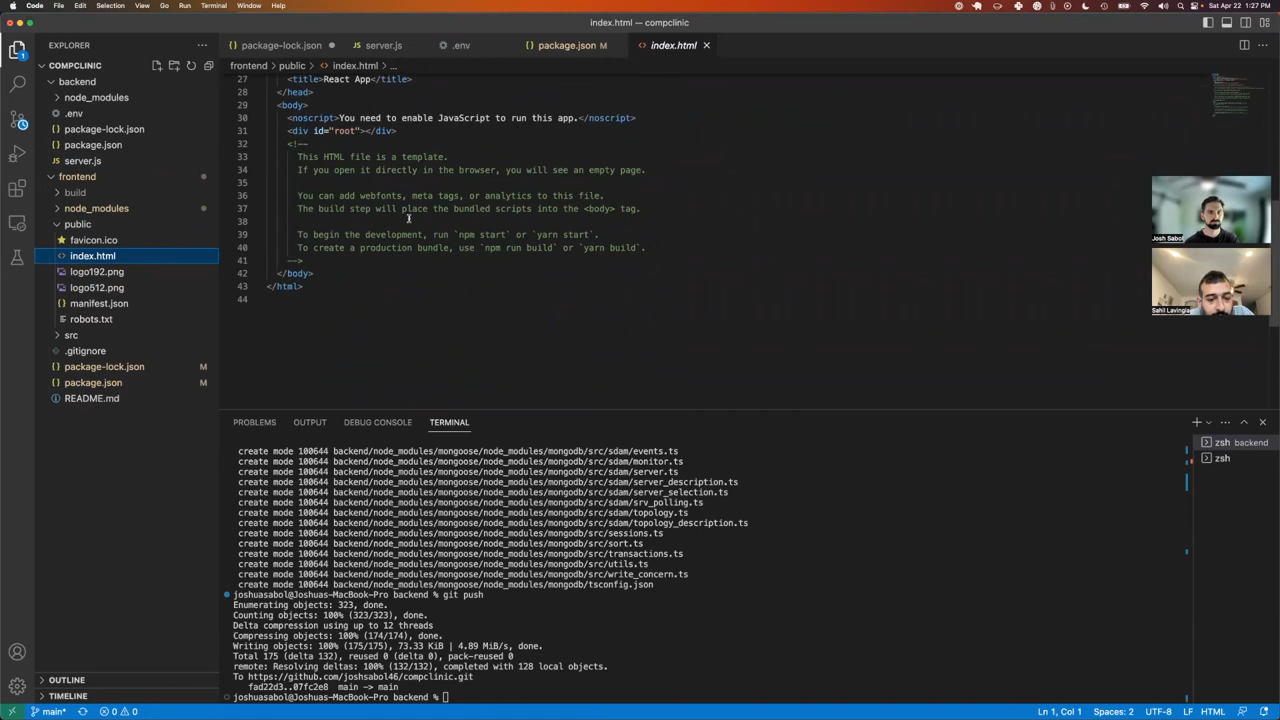 Code File Edit Selection View Go Run Terminal Window Help
Sat Apr 22 1:27 PM
index.html — compclinic
EXPLORER
package-lock.json
server.js
.env
package.json M
index.html
COMPCLINIC
frontend > public > index.html > ...
backend
node_modules
.env
package-lock.json
package.json
server.js
frontend
build
node_modules
public
favicon.ico
index.html
logo192.png
logo512.png
manifest.json
robots.txt
src
.gitignore
package-lock.json M
package.json M
README.md
OUTLINE
TIMELINE
27 <title>React App</title>
28 </head>
29 <body>
30 <noscript>You need to enable JavaScript to run this app.</noscript>
31 <div id="root"></div>
32 <!--
33 This HTML file is a template.
34 If you open it directly in the browser, you will see an empty page.
35
36 You can add webfonts, meta tags, or analytics to this file.
37 The build step will place the bundled scripts into the <body> tag.
38
39 To begin the development, run `npm start` or `yarn start`.
40 To create a production bundle, use `npm run build` or `yarn build`.
41 -->
42 </body>
43 </html>
44
Josh Sabol
Sahil Lavingia
PROBLEMS OUTPUT DEBUG CONSOLE TERMINAL
zsh backend
zsh
create mode 100644 backend/node_modules/mongoose/node_modules/mongodb/src/sdam/events.ts
create mode 100644 backend/node_modules/mongoose/node_modules/mongodb/src/sdam/monitor.ts
create mode 100644 backend/node_modules/mongoose/node_modules/mongodb/src/sdam/server.ts
create mode 100644 backend/node_modules/mongoose/node_modules/mongodb/src/sdam/server_description.ts
create mode 100644 backend/node_modules/mongoose/node_modules/mongodb/src/sdam/server_selection.ts
create mode 100644 backend/node_modules/mongoose/node_modules/mongodb/src/sdam/srv_polling.ts
create mode 100644 backend/node_modules/mongoose/node_modules/mongodb/src/sdam/topology.ts
create mode 100644 backend/node_modules/mongoose/node_modules/mongodb/src/sdam/topology_description.ts
create mode 100644 backend/node_modules/mongoose/node_modules/mongodb/src/sessions.ts
create mode 100644 backend/node_modules/mongoose/node_modules/mongodb/src/sort.ts
create mode 100644 backend/node_modules/mongoose/node_modules/mongodb/src/transactions.ts
create mode 100644 backend/node_modules/mongoose/node_modules/mongodb/src/utils.ts
create mode 100644 backend/node_modules/mongoose/node_modules/mongodb/src/write_concern.ts
create mode 100644 backend/node_modules/mongoose/node_modules/mongodb/tsconfig.json
joshuasabol@Joshuas-MacBook-Pro backend % git push
Enumerating objects: 323, done.
Counting objects: 100% (323/323), done.
Delta compression using up to 12 threads
Compressing objects: 100% (174/174), done.
Writing objects: 100% (175/175), 73.33 KiB | 4.89 MiB/s, done.
Total 175 (delta 132), reused 0 (delta 0), pack-reused 0
remote: Resolving deltas: 100% (132/132), completed with 128 local objects.
To https://github.com/joshsabol46/compclinic.git
fad22d3..07fc2e8 main -> main
joshuasabol@Joshuas-MacBook-Pro backend %
main* 0 0
Ln 1, Col 1 Spaces: 2 UTF-8 LF HTML